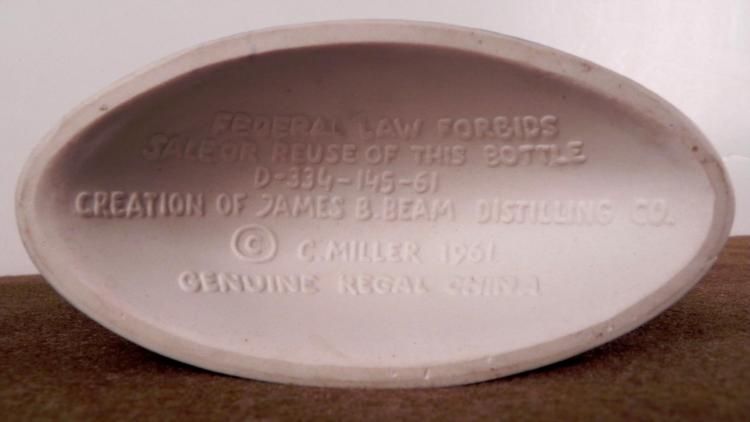 FEDERAL LAW FORBIDS
SALE OR REUSE OF THIS BOTTLE
D-334-145-61
CREATION OF JAMES B. BEAM DISTILLING CO.
© C. MILLER 1961
GENUINE REGAL CHINA